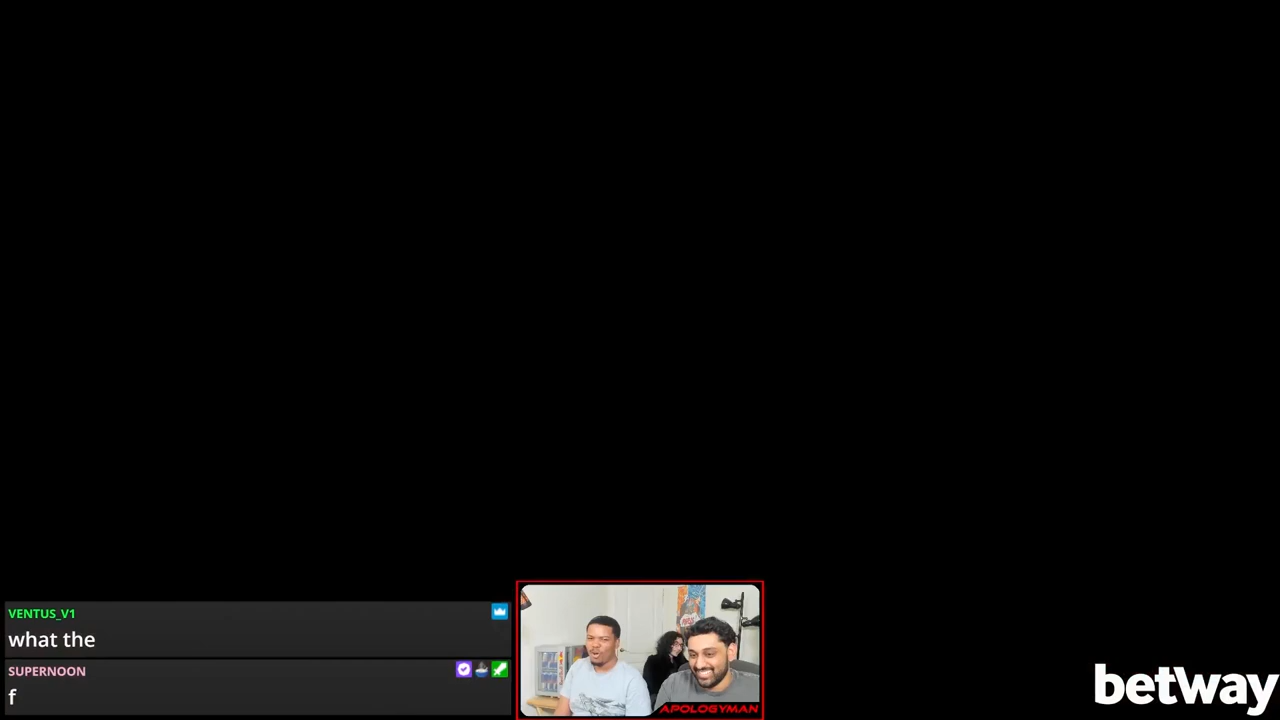 VENTUS_V1
what the
SUPERNOON
f
APOLOGYMAN
betway